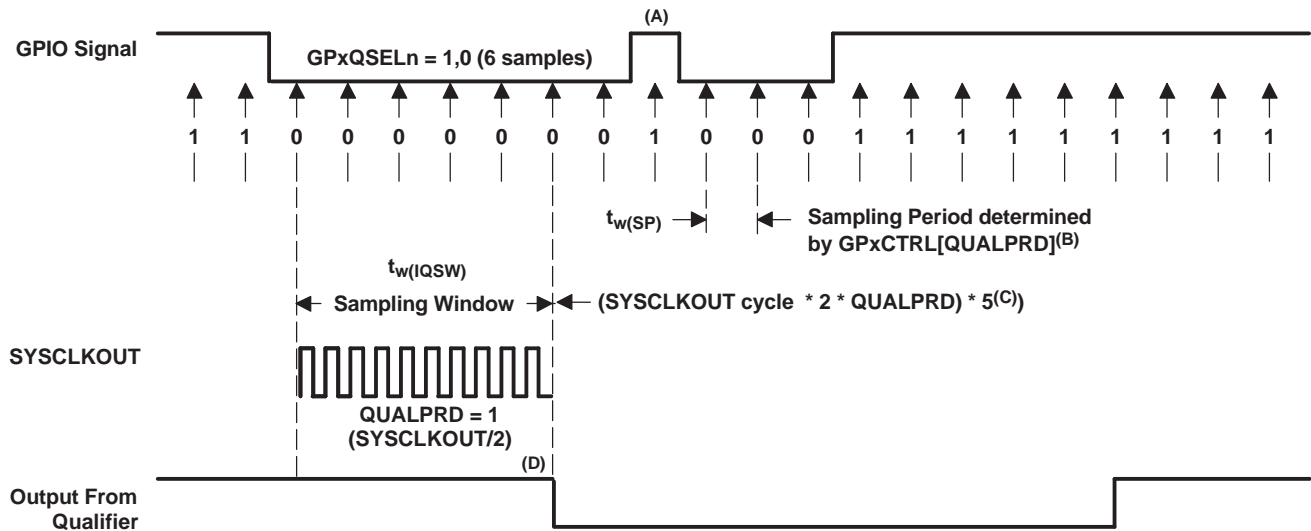 (A)
GPIO Signal
GPxQSELn = 1,0 (6 samples)
1 1 0 0 0 0 0 0 0 1 0 0 0 1 1 1 1 1 1 1 1 1
tw(SP)
Sampling Period determined
by GPxCTRL[QUALPRD](B)
tw(IQSW)
Sampling Window
(SYSCLKOUT cycle * 2 * QUALPRD) * 5(C))
SYSCLKOUT
QUALPRD = 1
(SYSCLKOUT/2)
(D)
Output From
Qualifier